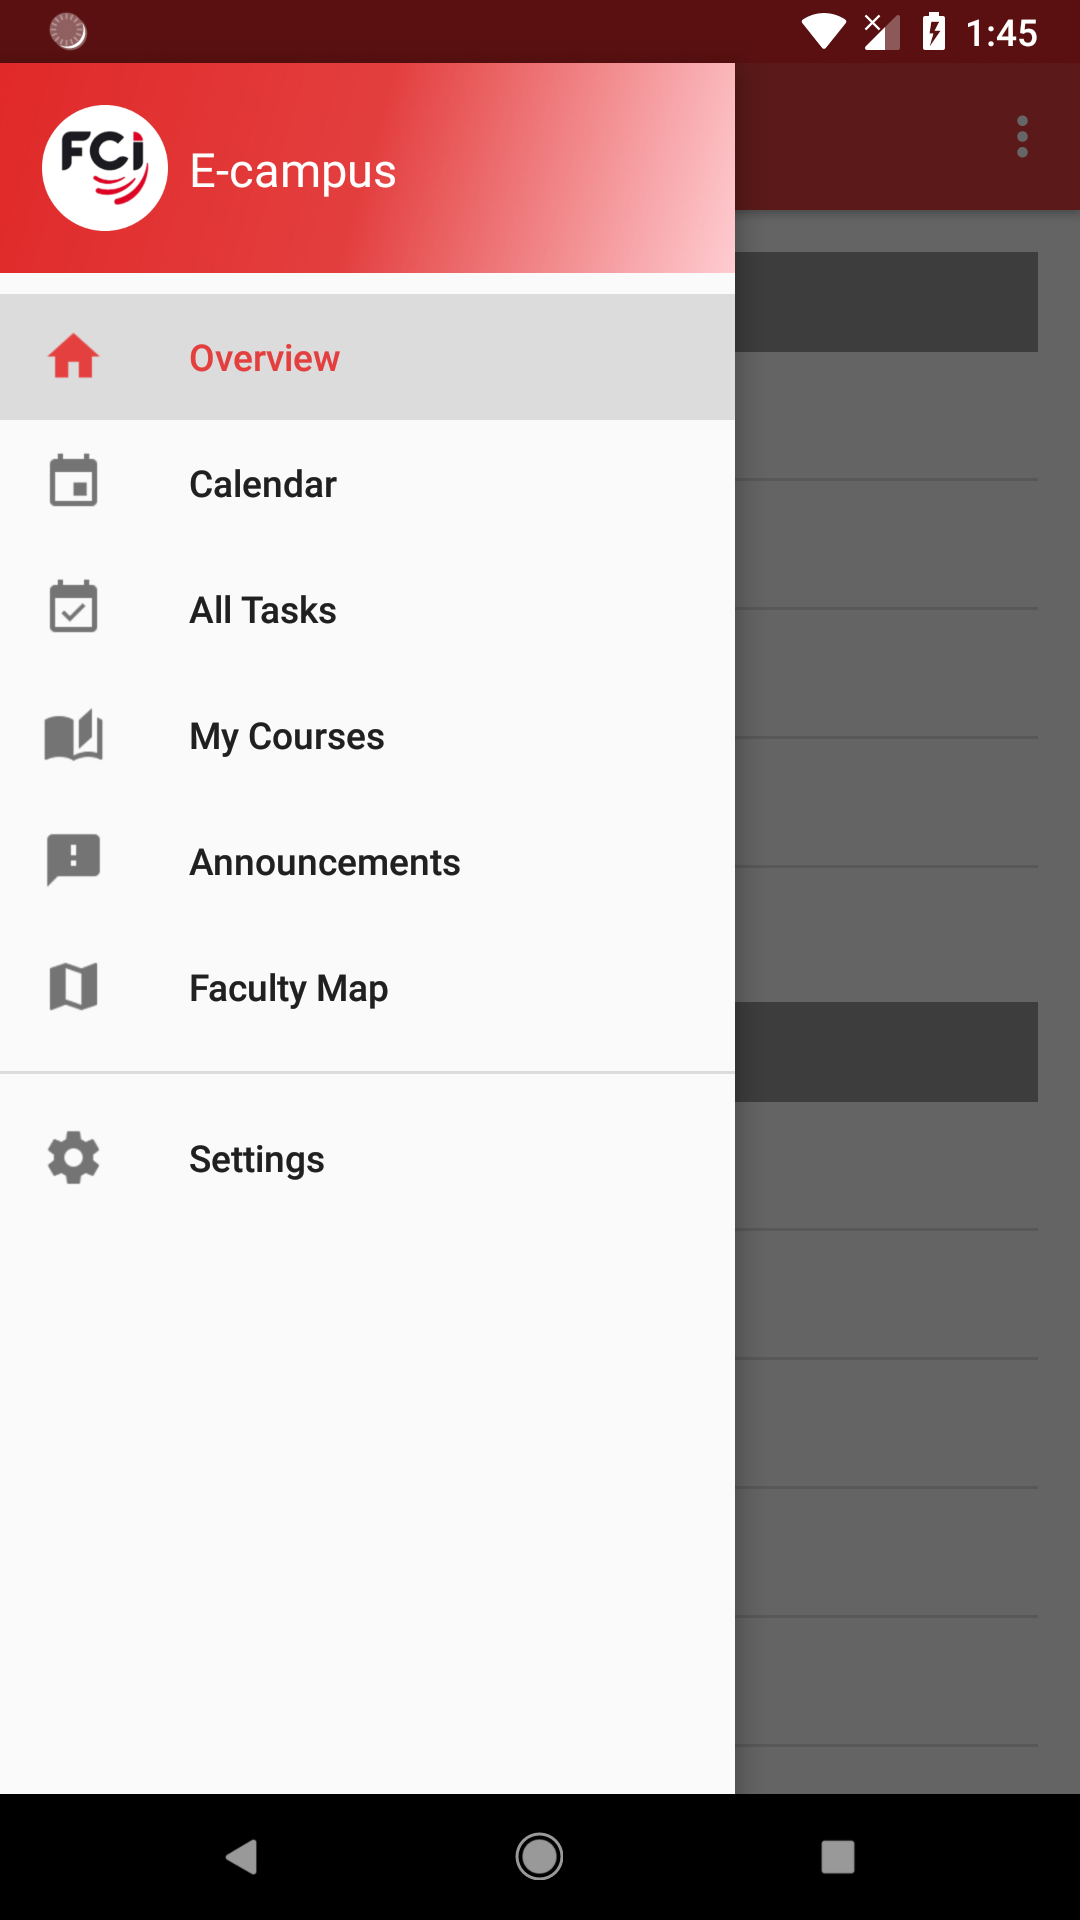 1:45
FCi
E-campus
Overview
Calendar
All Tasks
My Courses
Announcements
Faculty Map
Settings